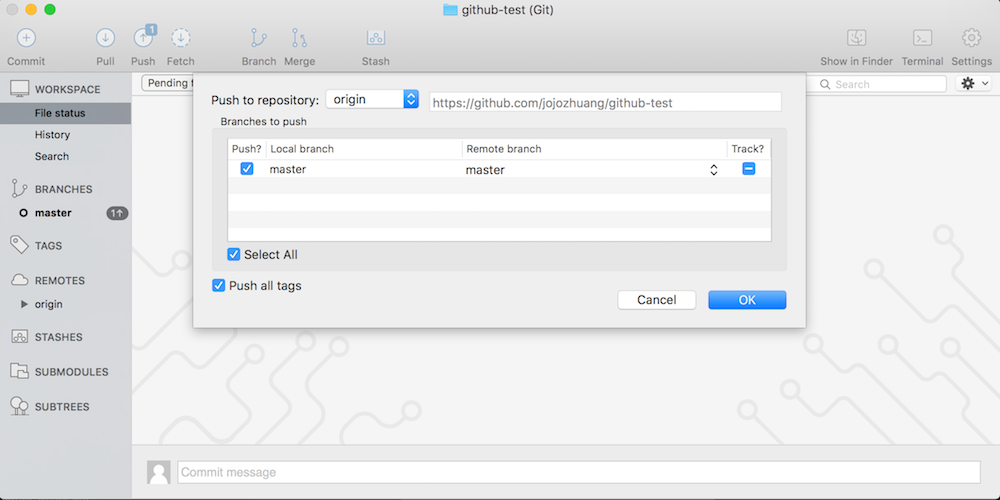 github-test (Git)
1
Commit Pull Push Fetch Branch Merge Stash Show in Finder Terminal Settings
WORKSPACE
File status
History
Search
BRANCHES
master 1↑
TAGS
REMOTES
origin
STASHES
SUBMODULES
SUBTREES
Pending
Search
Push to repository: origin https://github.com/jojozhuang/github-test
Branches to push
Push? Local branch Remote branch Track?
master master
Select All
Push all tags
Cancel OK
Commit message